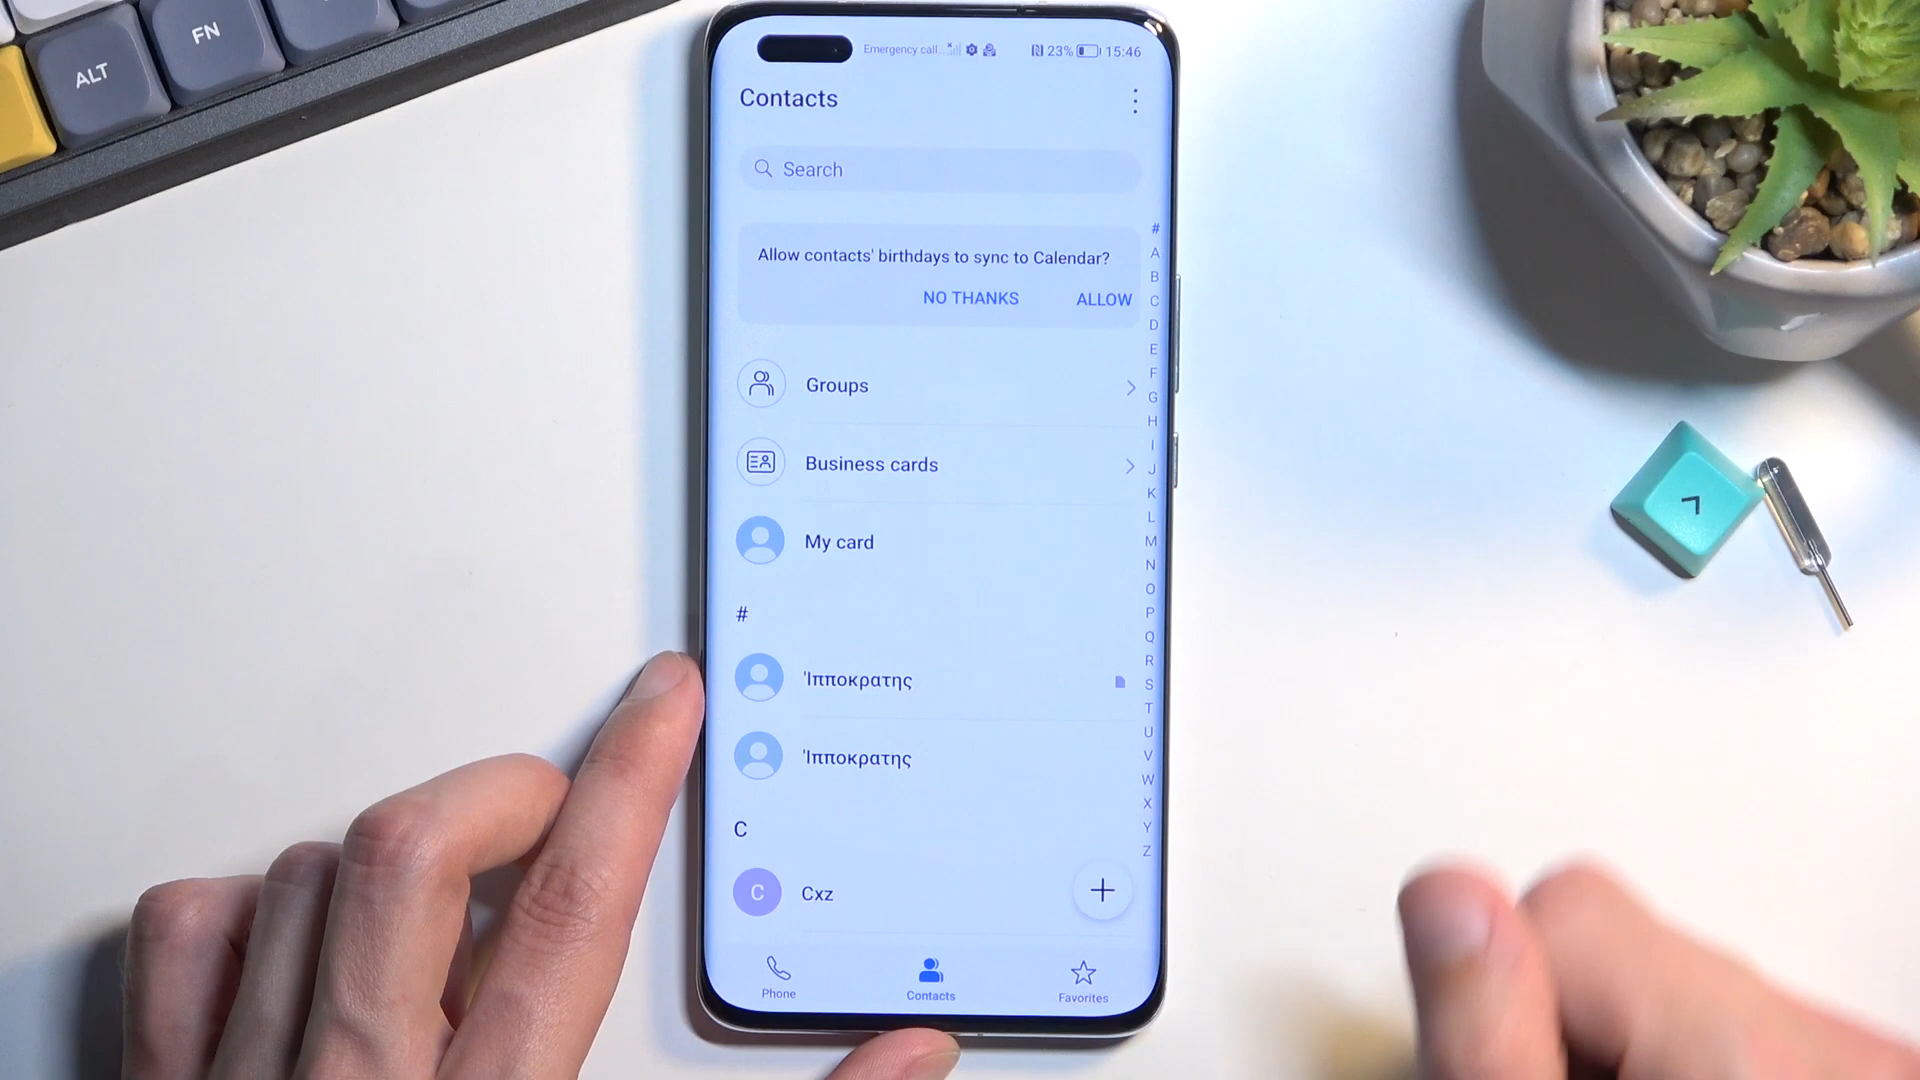 FN
ALT
Emergency call...
23%
15:46
Contacts
Search
Allow contacts' birthdays to sync to Calendar?
NO THANKS
ALLOW
Groups
Business cards
My card
#
Ἱπποκρατης
Ἱπποκρατης
C
C
Cxz
+
Phone
Contacts
Favorites
#
A
B
C
D
E
F
G
H
I
J
K
L
M
N
O
P
Q
R
S
T
U
V
W
X
Y
Z